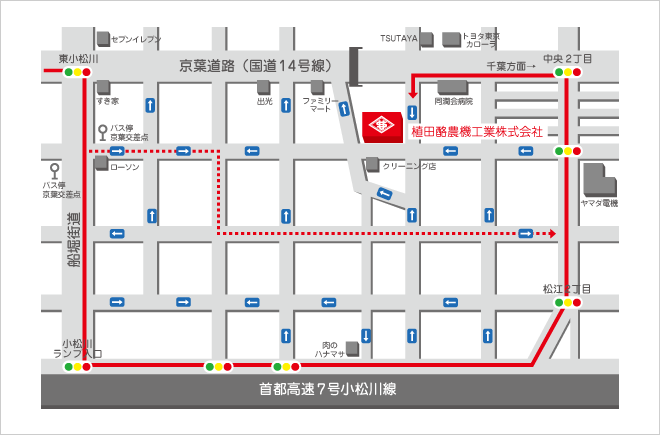 セブンイレブン
TSUTAYA
トヨタ東京
カローラ
東小松川
京葉道路（国道14号線）
千葉方面→
中央2丁目
すき家
出光
ファミリー
マート
同潤会病院
植田酪農機工業株式会社
バス停
京葉交差点
ローソン
クリーニング店
バス停
京葉交差点
ヤマダ電機
船堀街道
松江2丁目
小松川
ランプ入口
肉の
ハナマサ
首都高速7号小松川線